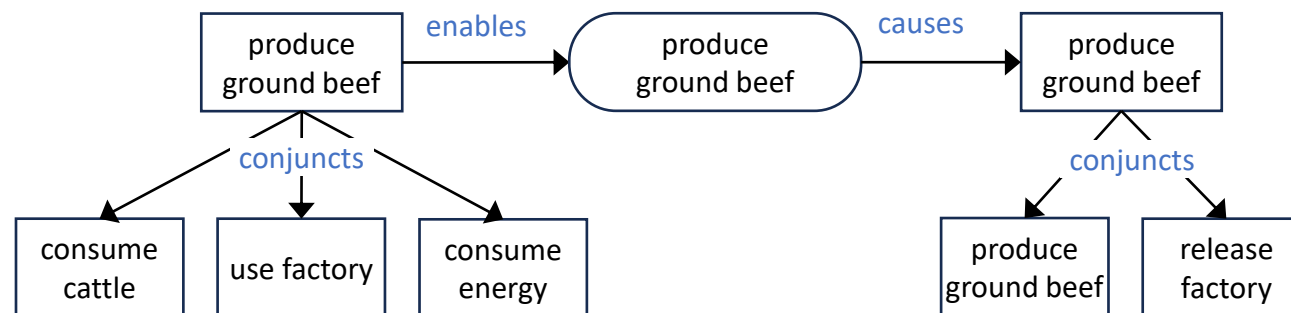 produce
ground beef
enables
produce
ground beef
causes
produce
ground beef
conjuncts
conjuncts
consume
cattle
use factory
consume
energy
produce
ground beef
release
factory